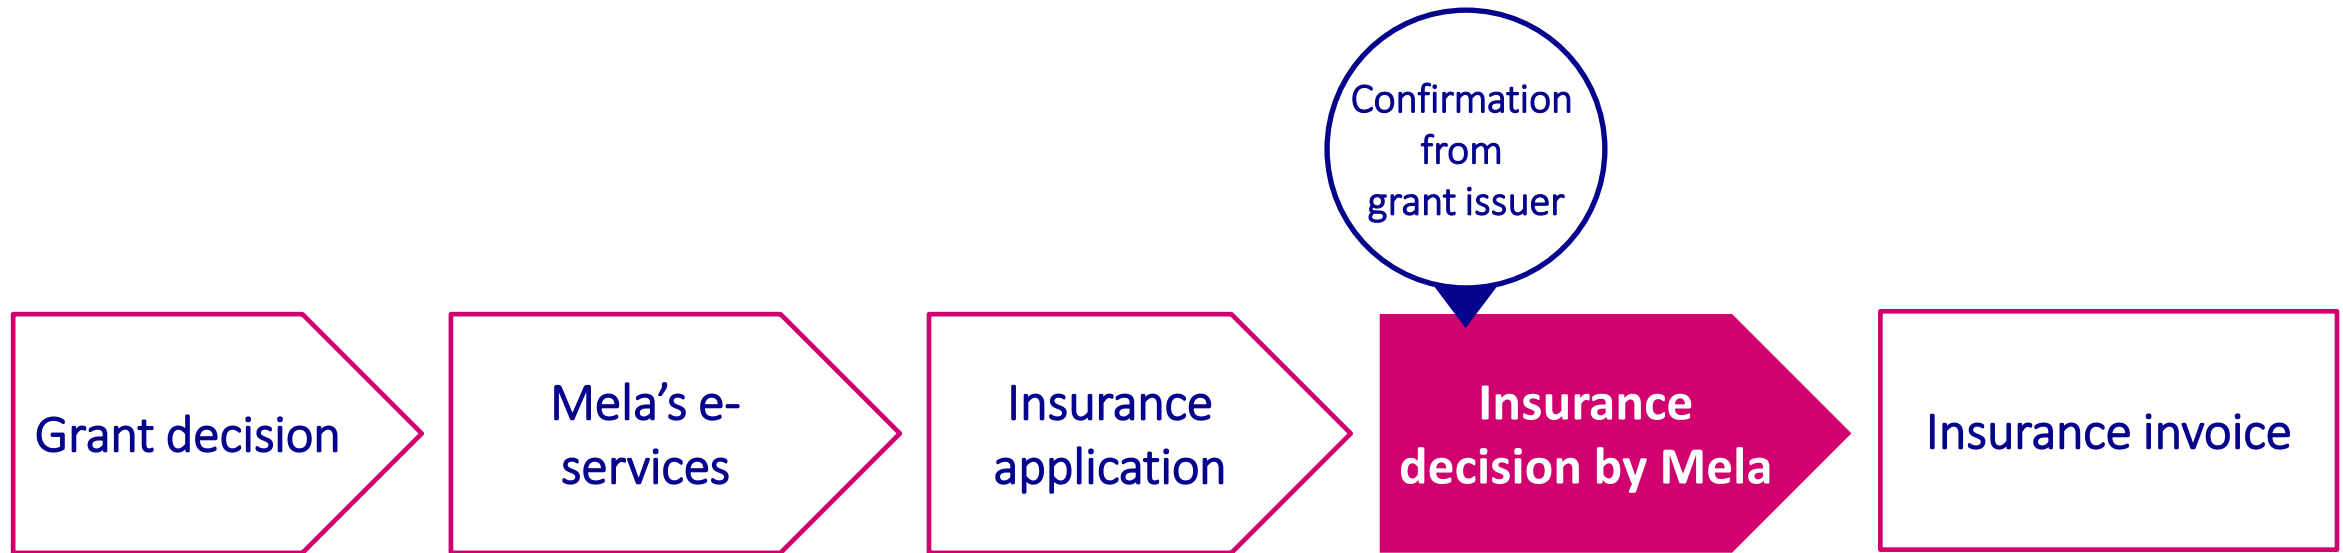 Confirmation
from
grant issuer
Grant decision
Mela’s e-
services
Insurance
application
Insurance
decision by Mela
Insurance invoice